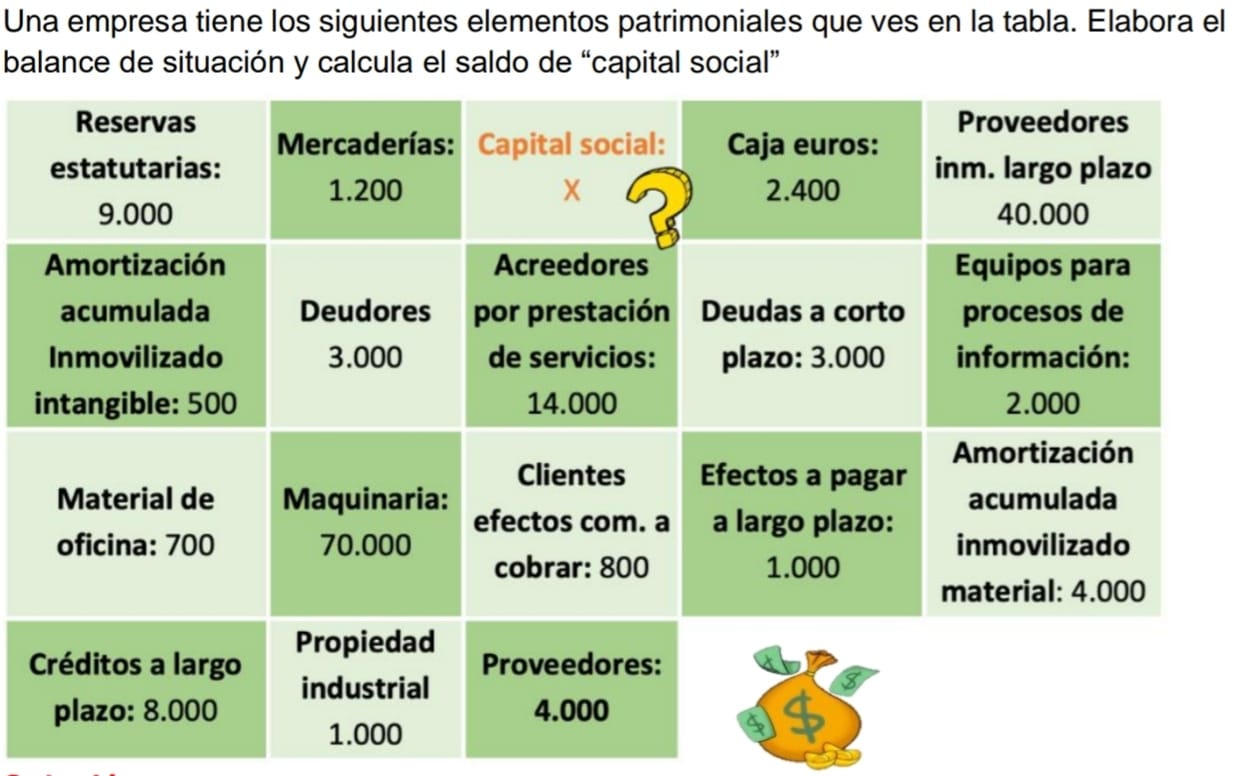 Una empresa tiene los siguientes elementos patrimoniales que ves en la tabla. Elabora el
balance de situación y calcula el saldo de “capital social”
Reservas
estatutarias:
9.000
Mercaderías:
1.200
Capital social:
X
?
Caja euros:
2.400
Proveedores
inm. largo plazo
40.000
Amortización
acumulada
Inmovilizado
intangible: 500
Deudores
3.000
Acreedores
por prestación
de servicios:
14.000
Deudas a corto
plazo: 3.000
Equipos para
procesos de
información:
2.000
Material de
oficina: 700
Maquinaria:
70.000
Clientes
efectos com. a
cobrar: 800
Efectos a pagar
a largo plazo:
1.000
Amortización
acumulada
inmovilizado
material: 4.000
Créditos a largo
plazo: 8.000
Propiedad
industrial
1.000
Proveedores:
4.000
$
$
$